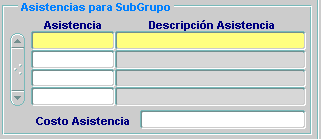 Asistencias para SubGrupo
Asistencia Descripción Asistencia
Costo Asistencia